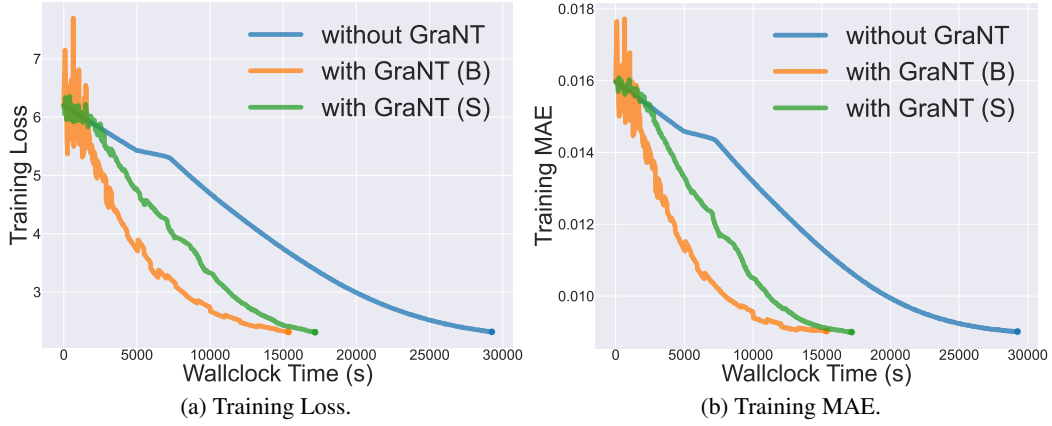 without GraNT
with GraNT (B)
with GraNT (S)
Training Loss
7
6
5
4
3
0 5000 10000 15000 20000 25000 30000
Wallclock Time (s)
(a) Training Loss.
without GraNT
with GraNT (B)
with GraNT (S)
Training MAE
0.018
0.016
0.014
0.012
0.010
0 5000 10000 15000 20000 25000 30000
Wallclock Time (s)
(b) Training MAE.